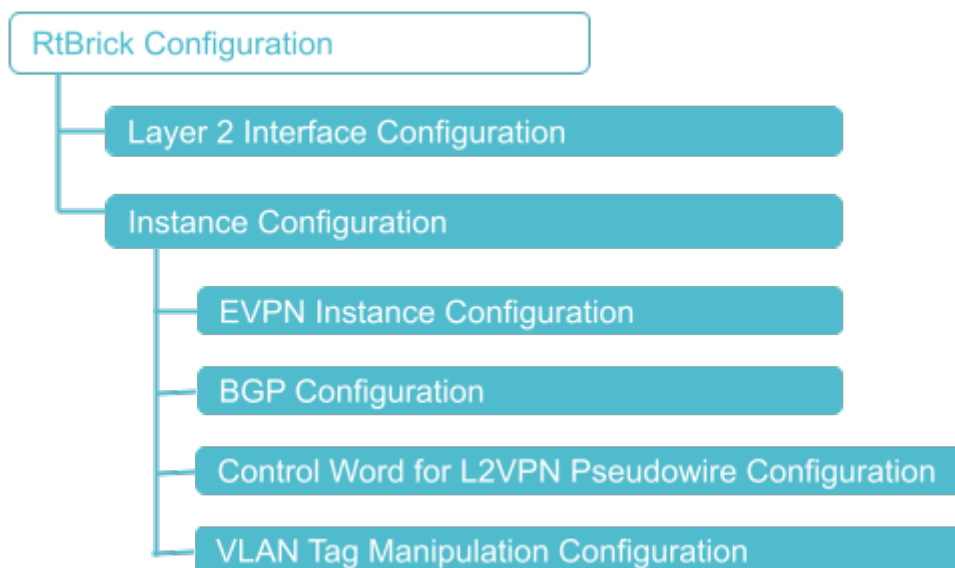 RtBrick Configuration
Layer 2 Interface Configuration
Instance Configuration
EVPN Instance Configuration
BGP Configuration
Control Word for L2VPN Pseudowire Configuration
VLAN Tag Manipulation Configuration